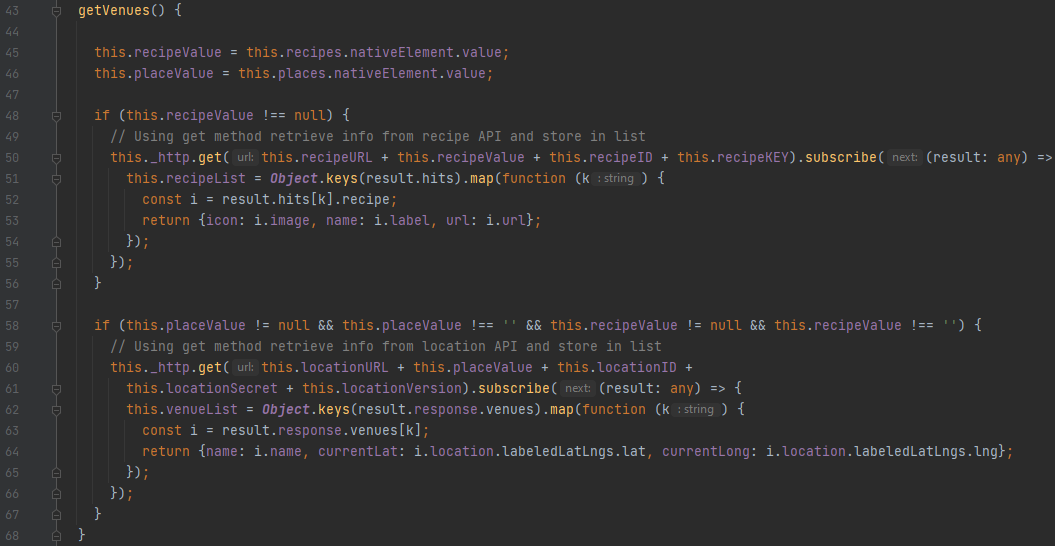 43 getVenues() {
44
45 this.recipeValue = this.recipes.nativeElement.value;
46 this.placeValue = this.places.nativeElement.value;
47
48 if (this.recipeValue !== null) {
49 // Using get method retrieve info from recipe API and store in list
50 this._http.get( url: this.recipeURL + this.recipeValue + this.recipeID + this.recipeKEY).subscribe( next: (result: any) =>
51 this.recipeList = Object.keys(result.hits).map(function (k : string ) {
52 const i = result.hits[k].recipe;
53 return {icon: i.image, name: i.label, url: i.url};
54 });
55 });
56 }
57
58 if (this.placeValue != null && this.placeValue !== '' && this.recipeValue != null && this.recipeValue !== '') {
59 // Using get method retrieve info from location API and store in list
60 this._http.get( url: this.locationURL + this.placeValue + this.locationID +
61 this.locationSecret + this.locationVersion).subscribe( next: (result: any) => {
62 this.venueList = Object.keys(result.response.venues).map(function (k : string ) {
63 const i = result.response.venues[k];
64 return {name: i.name, currentLat: i.location.labeledLatLngs.lat, currentLong: i.location.labeledLatLngs.lng};
65 });
66 });
67 }
68 }